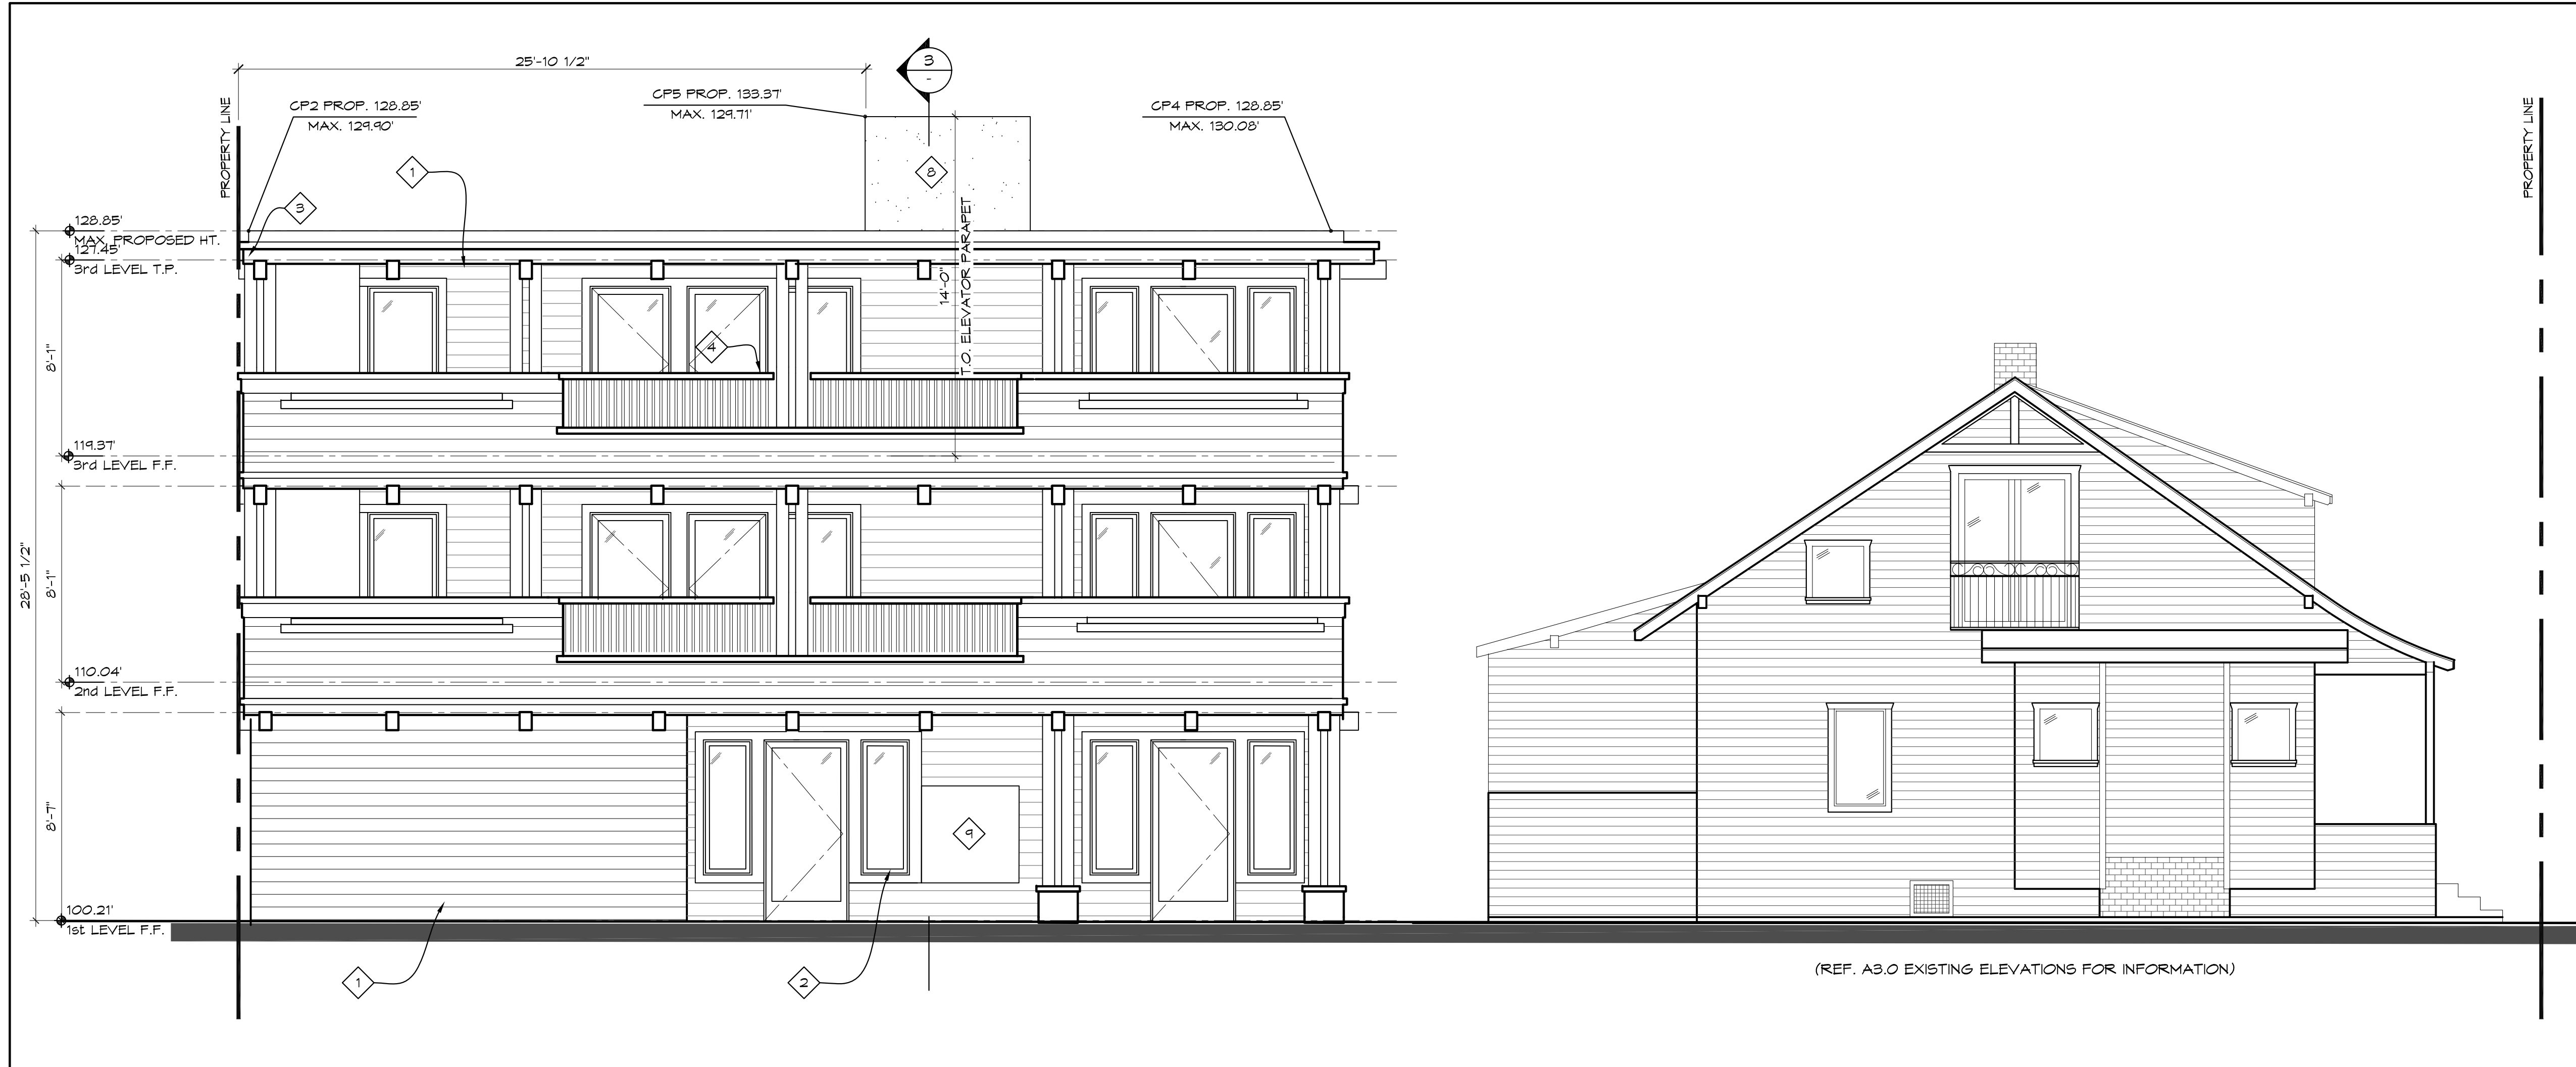 25'-10 1/2"
3
-
CP2 PROP. 128.85'
MAX. 129.90'
CP5 PROP. 133.37'
MAX. 129.71'
CP4 PROP. 128.85'
MAX. 130.08'
PROPERTY LINE
PROPERTY LINE
1
8
3
128.85'
MAX. PROPOSED HT.
127.45'
3rd LEVEL T.P.
14'-0"
T.O. ELEVATOR PARAPET
4
8'-1"
119.37'
3rd LEVEL F.F.
28'-5 1/2"
8'-1"
110.04'
2nd LEVEL F.F.
8'-7"
9
100.21'
1st LEVEL F.F.
1
2
(REF. A3.0 EXISTING ELEVATIONS FOR INFORMATION)